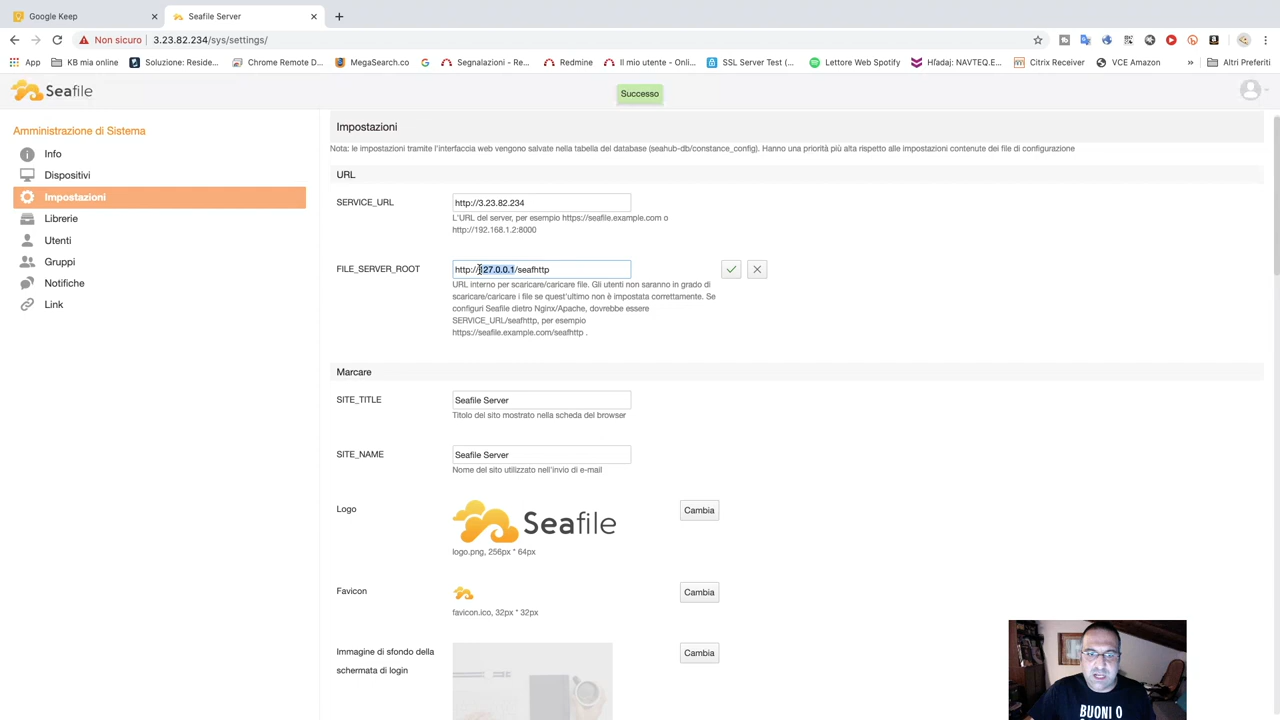 Google Keep
Seafile Server
Non sicuro
3.23.82.234/sys/settings/
App
KB mia online
Soluzione: Reside...
Chrome Remote D...
MegaSearch.co
Segnalazioni - Re...
Redmine
Il mio utente - Onli...
SSL Server Test (...
Lettore Web Spotify
Hľadaj: NAVTEQ.E...
Citrix Receiver
VCE Amazon
»
Altri Preferiti
Seafile
Successo
Amministrazione di Sistema
Info
Dispositivi
Impostazioni
Librerie
Utenti
Gruppi
Notifiche
Link
Impostazioni
Nota: le impostazioni tramite l'interfaccia web vengono salvate nella tabella del database (seahub-db/constance_config). Hanno una priorità più alta rispetto alle impostazioni contenute dei file di configurazione
URL
SERVICE_URL
http://3.23.82.234
L'URL del server, per esempio https://seafile.example.com o
http://192.168.1.2:8000
FILE_SERVER_ROOT
http://127.0.0.1/seafhttp
URL interno per scaricare/caricare file. Gli utenti non saranno in grado di
scaricare/caricare i file se quest'ultimo non è impostata correttamente. Se
configuri Seafile dietro Nginx/Apache, dovrebbe essere
SERVICE_URL/seafhttp, per esempio
https://seafile.example.com/seafhttp .
Marcare
SITE_TITLE
Seafile Server
Titolo del sito mostrato nella scheda del browser
SITE_NAME
Seafile Server
Nome del sito utilizzato nell'invio di e-mail
Logo
Seafile
Cambia
logo.png, 256px * 64px
Favicon
Cambia
favicon.ico, 32px * 32px
Immagine di sfondo della
schermata di login
Cambia
BUONI O